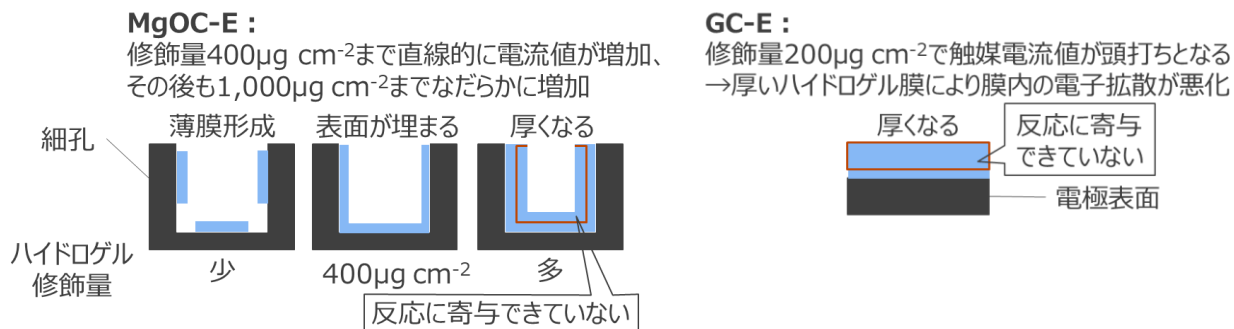 MgOC-E：
修飾量400μg cm-2まで直線的に電流値が増加、
その後も1,000μg cm-2までなだらかに増加
薄膜形成
表面が埋まる
厚くなる
細孔
ハイドロゲル
修飾量
少
400μg cm-2
多
反応に寄与できていない
GC-E：
修飾量200μg cm-2で触媒電流値が頭打ちとなる
→厚いハイドロゲル膜により膜内の電子拡散が悪化
厚くなる
反応に寄与
できていない
電極表面